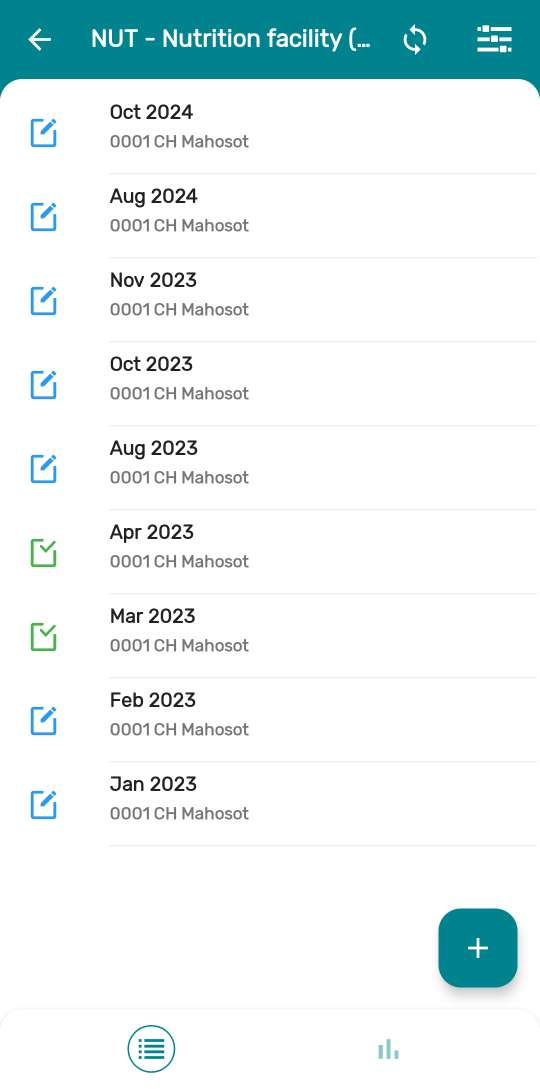 NUT - Nutrition facility (...
Oct 2024
0001 CH Mahosot
Aug 2024
0001 CH Mahosot
Nov 2023
0001 CH Mahosot
Oct 2023
0001 CH Mahosot
Aug 2023
0001 CH Mahosot
Apr 2023
0001 CH Mahosot
Mar 2023
0001 CH Mahosot
Feb 2023
0001 CH Mahosot
Jan 2023
0001 CH Mahosot